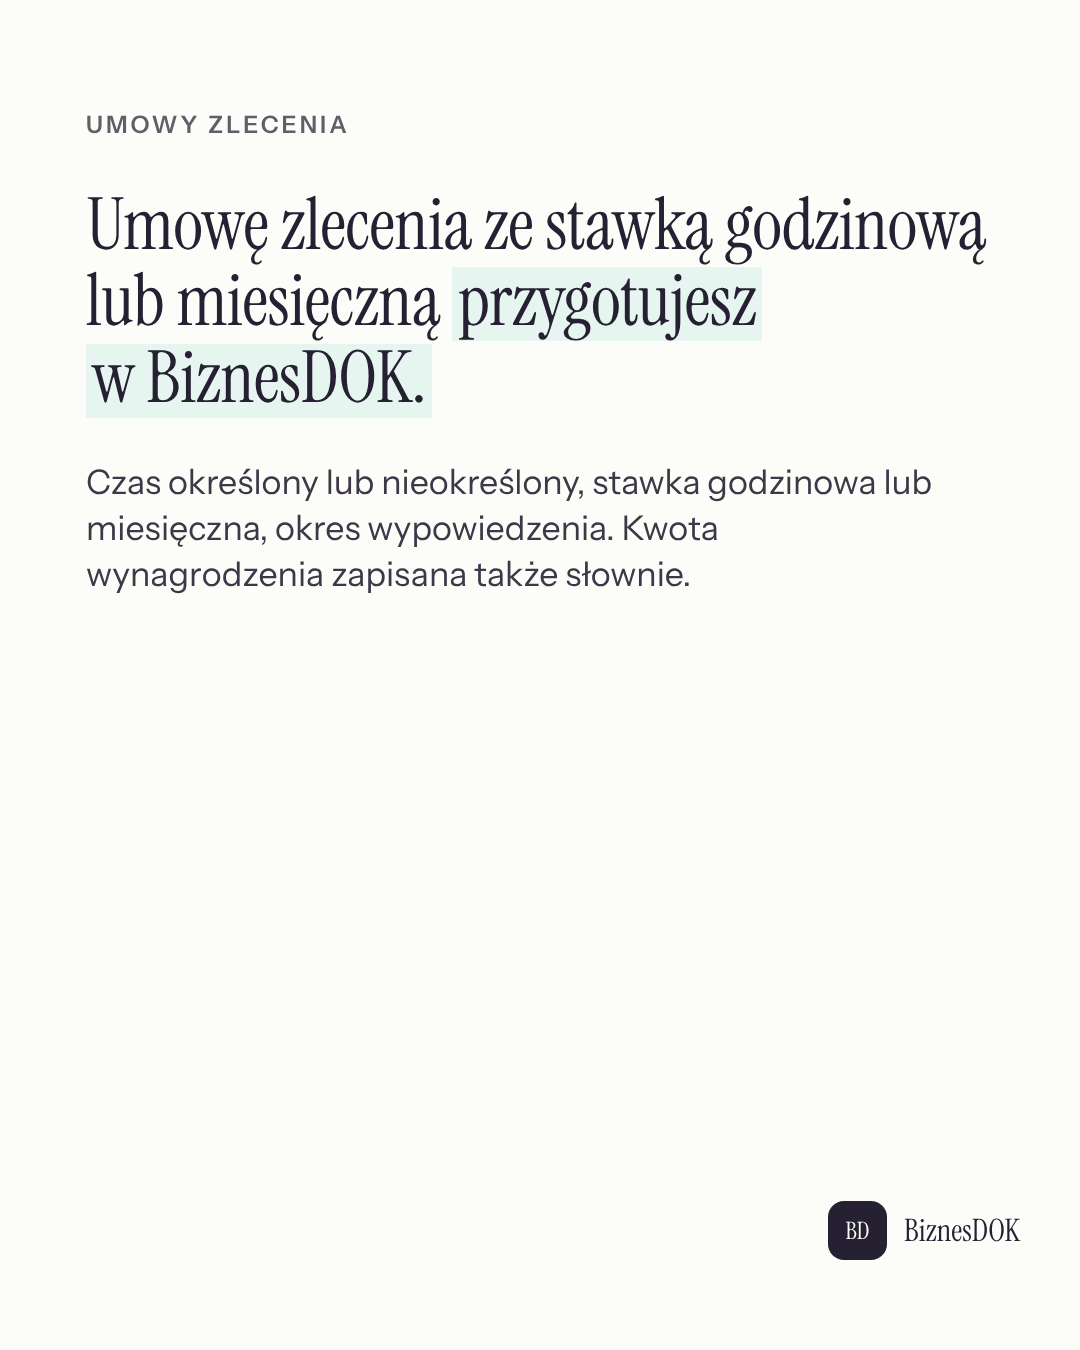 UMOWY ZLECENIA
Umowę zlecenia ze stawką godzinową
lub miesięczną przygotujesz
w BiznesDOK.
Czas określony lub nieokreślony, stawka godzinowa lub
miesięczna, okres wypowiedzenia. Kwota
wynagrodzenia zapisana także słownie.
BD BiznesDOK